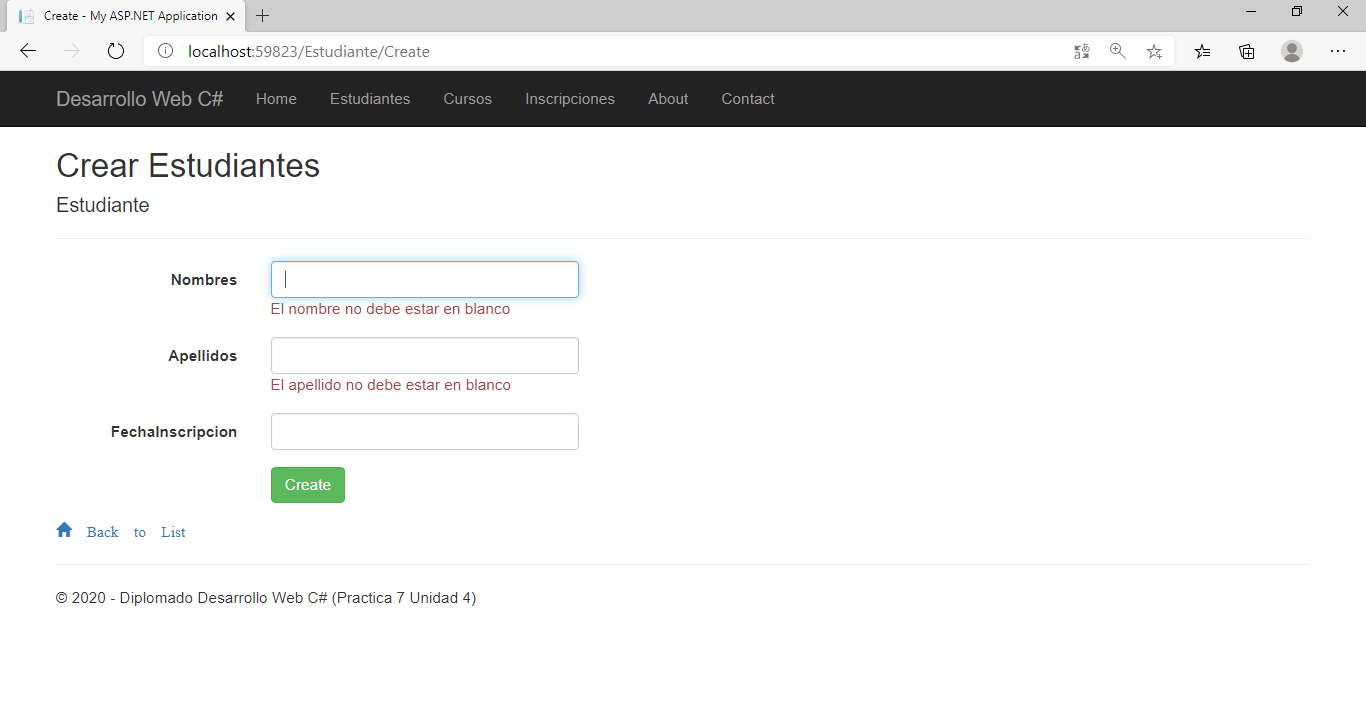 Create - My ASP.NET Application
localhost:59823/Estudiante/Create
Desarrollo Web C# Home Estudiantes Cursos Inscripciones About Contact
Crear Estudiantes
Estudiante
Nombres
El nombre no debe estar en blanco
Apellidos
El apellido no debe estar en blanco
FechaInscripcion
Create
Back to List
© 2020 - Diplomado Desarrollo Web C# (Practica 7 Unidad 4)